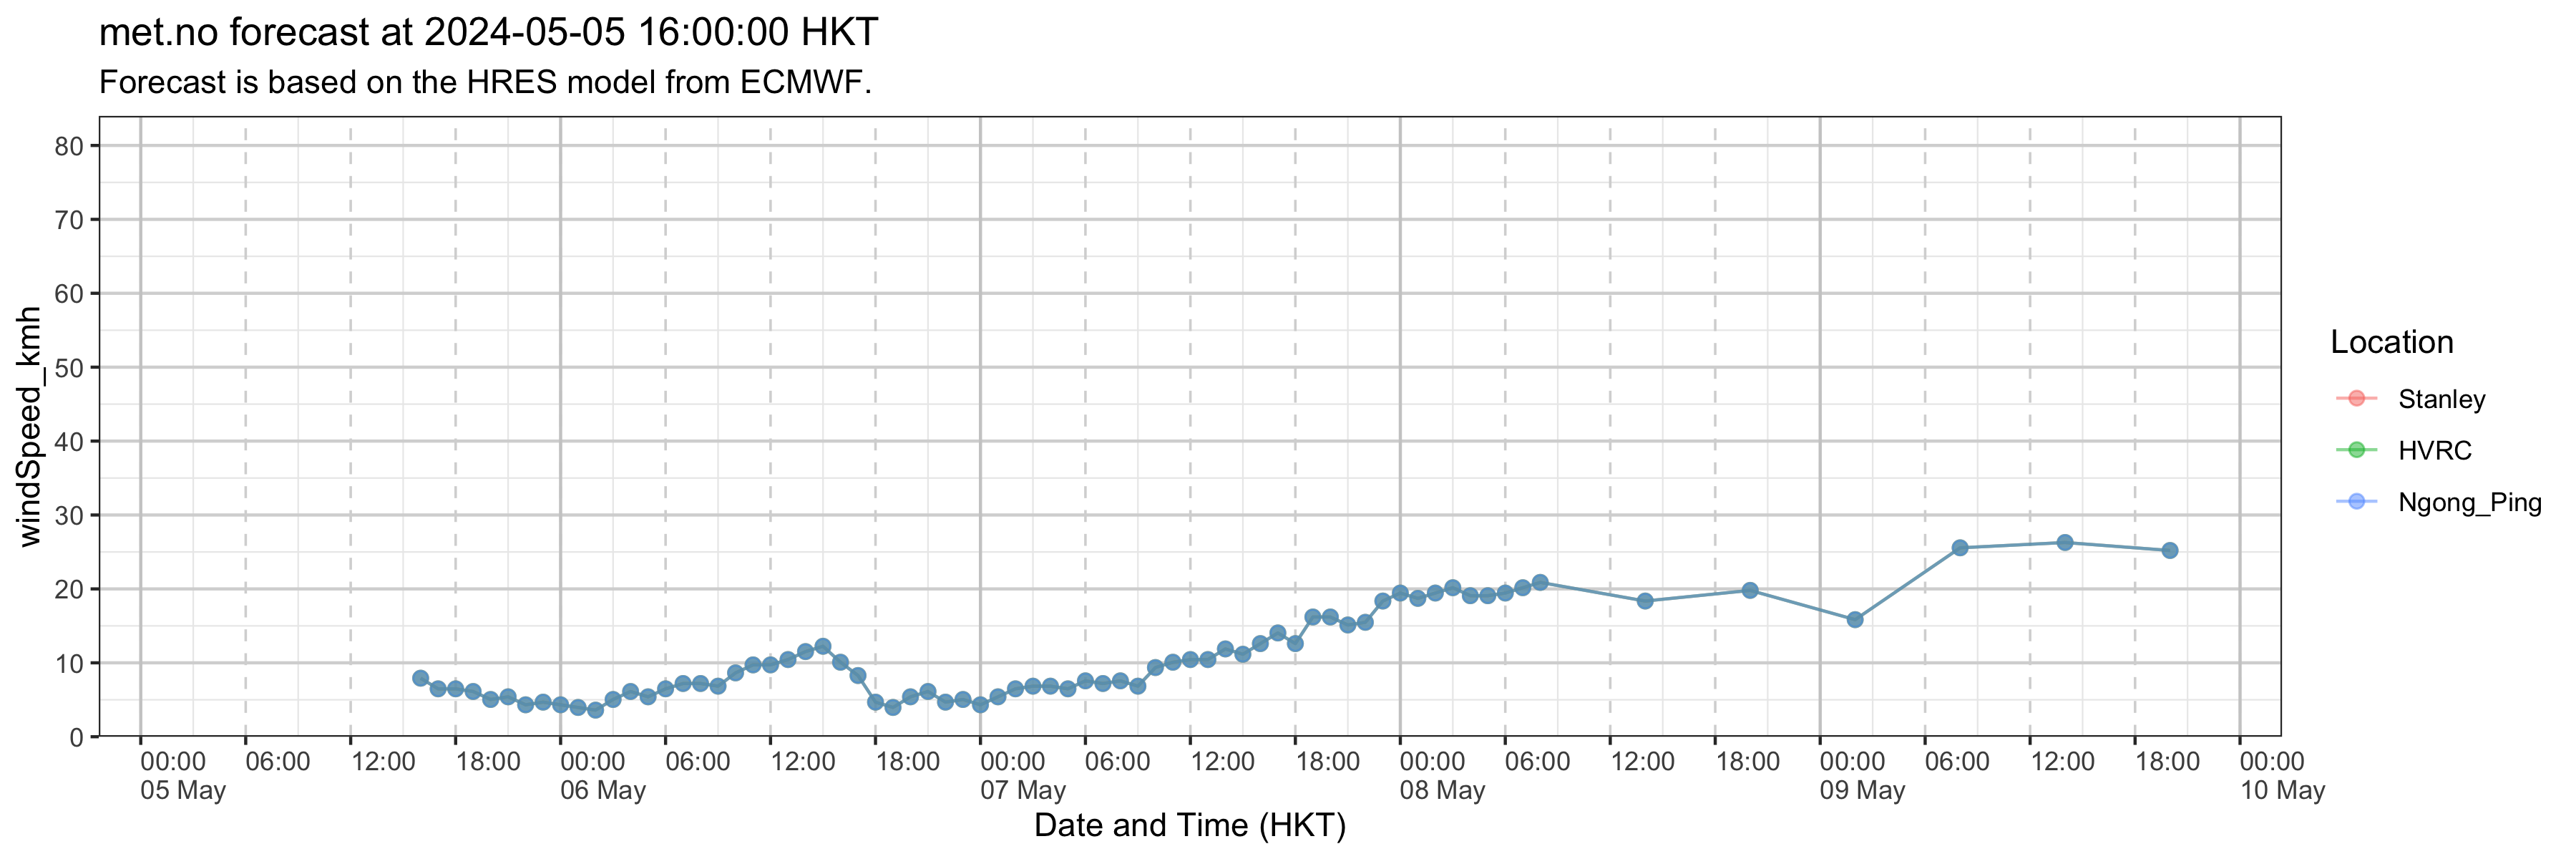 met.no forecast at 2024-05-05 16:00:00 HKT
Forecast is based on the HRES model from ECMWF.
windSpeed_kmh
80
70
60
50
40
30
20
10
0
00:00 06:00 12:00 18:00 00:00 06:00 12:00 18:00 00:00 06:00 12:00 18:00 00:00 06:00 12:00 18:00 00:00 06:00 12:00 18:00 00:00
05 May 06 May 07 May 08 May 09 May 10 May
Date and Time (HKT)
Location
Stanley
HVRC
Ngong_Ping